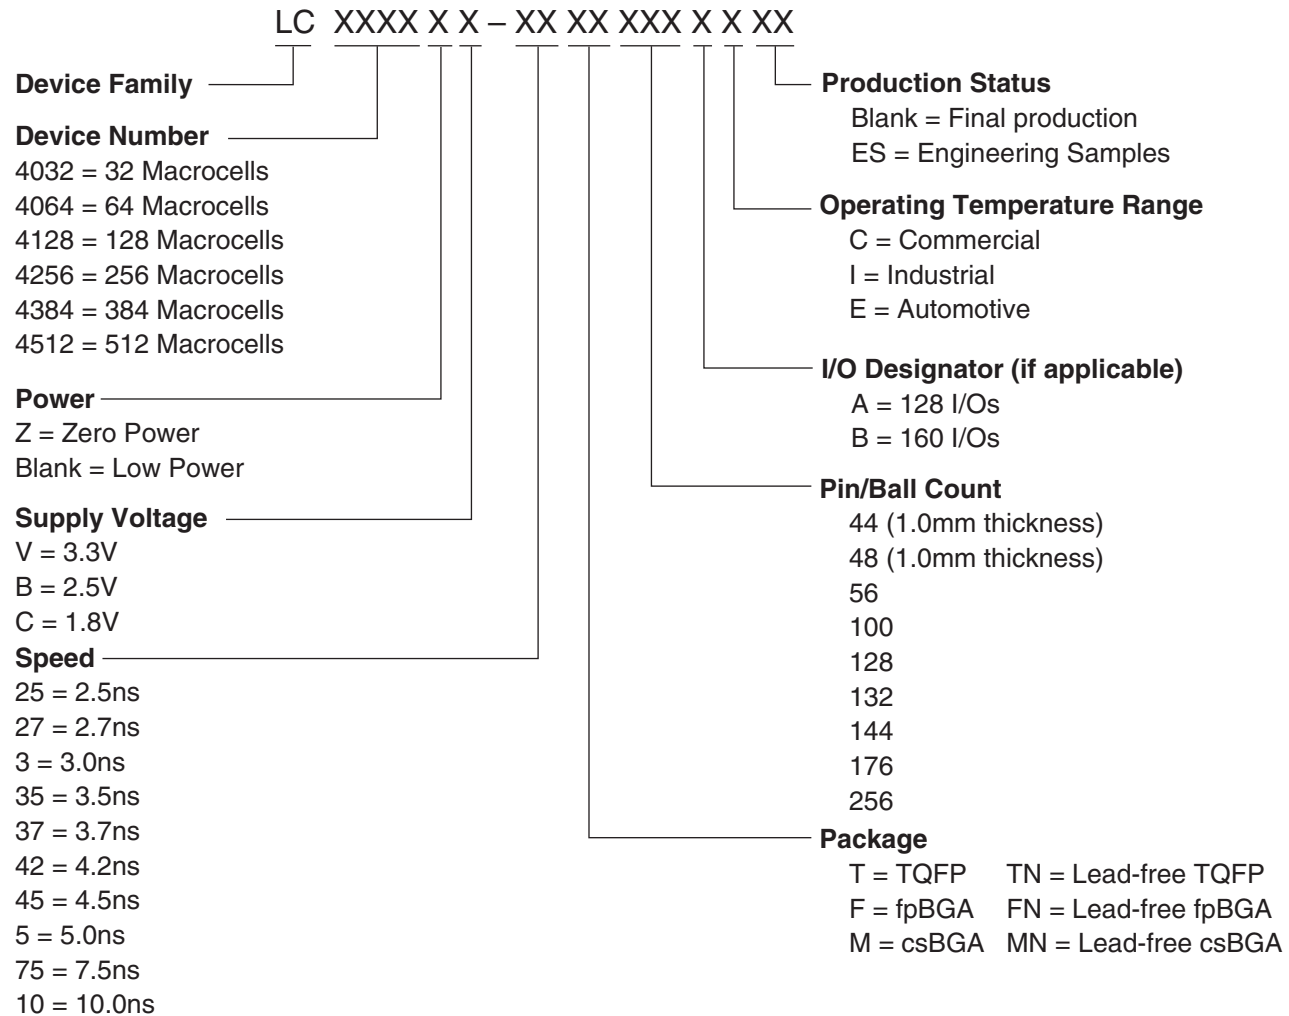 LC XXXX X X – XX XX XXX X X XX
Device Family
Device Number
4032 = 32 Macrocells
4064 = 64 Macrocells
4128 = 128 Macrocells
4256 = 256 Macrocells
4384 = 384 Macrocells
4512 = 512 Macrocells
Power
Z = Zero Power
Blank = Low Power
Supply Voltage
V = 3.3V
B = 2.5V
C = 1.8V
Speed
25 = 2.5ns
27 = 2.7ns
3 = 3.0ns
35 = 3.5ns
37 = 3.7ns
42 = 4.2ns
45 = 4.5ns
5 = 5.0ns
75 = 7.5ns
10 = 10.0ns
Production Status
Blank = Final production
ES = Engineering Samples
Operating Temperature Range
C = Commercial
I = Industrial
E = Automotive
I/O Designator (if applicable)
A = 128 I/Os
B = 160 I/Os
Pin/Ball Count
44 (1.0mm thickness)
48 (1.0mm thickness)
56
100
128
132
144
176
256
Package
T = TQFP TN = Lead-free TQFP
F = fpBGA FN = Lead-free fpBGA
M = csBGA MN = Lead-free csBGA